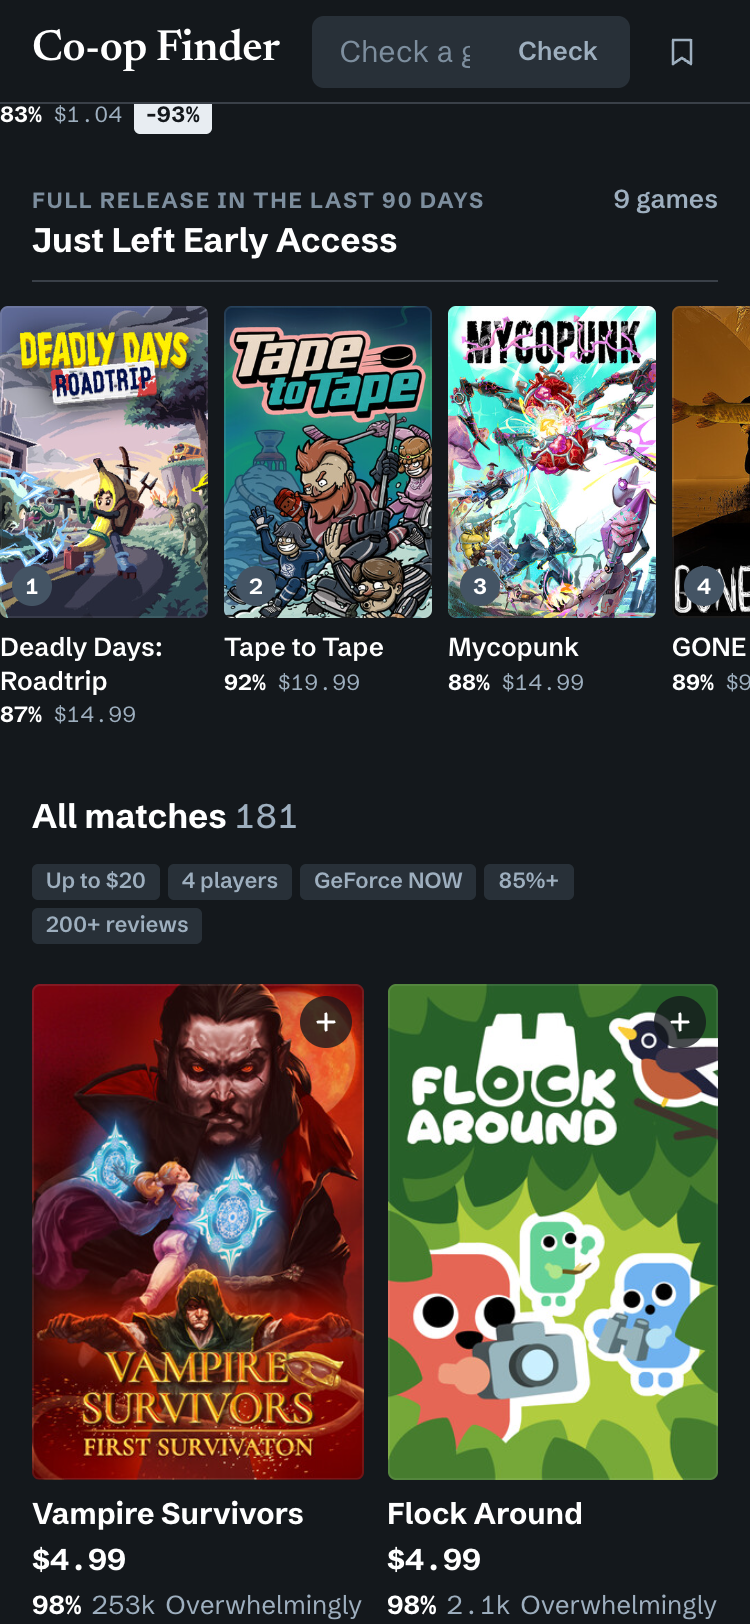 Co-op Finder
Check a g
Check
83% $1.04 -93%
FULL RELEASE IN THE LAST 90 DAYS
9 games
Just Left Early Access
DEADLY DAYS
ROADTRIP
Tape
to Tape
MYCOPUNK
GONE
1
2
3
4
Deadly Days:
Roadtrip
87% $14.99
Tape to Tape
92% $19.99
Mycopunk
88% $14.99
GONE
89% $9
All matches 181
Up to $20
4 players
GeForce NOW
85%+
200+ reviews
VAMPIRE
SURVIVORS
FIRST SURVIVATON
FLOCK
AROUND
Vampire Survivors
$4.99
98% 253k Overwhelmingly
Flock Around
$4.99
98% 2.1k Overwhelmingly